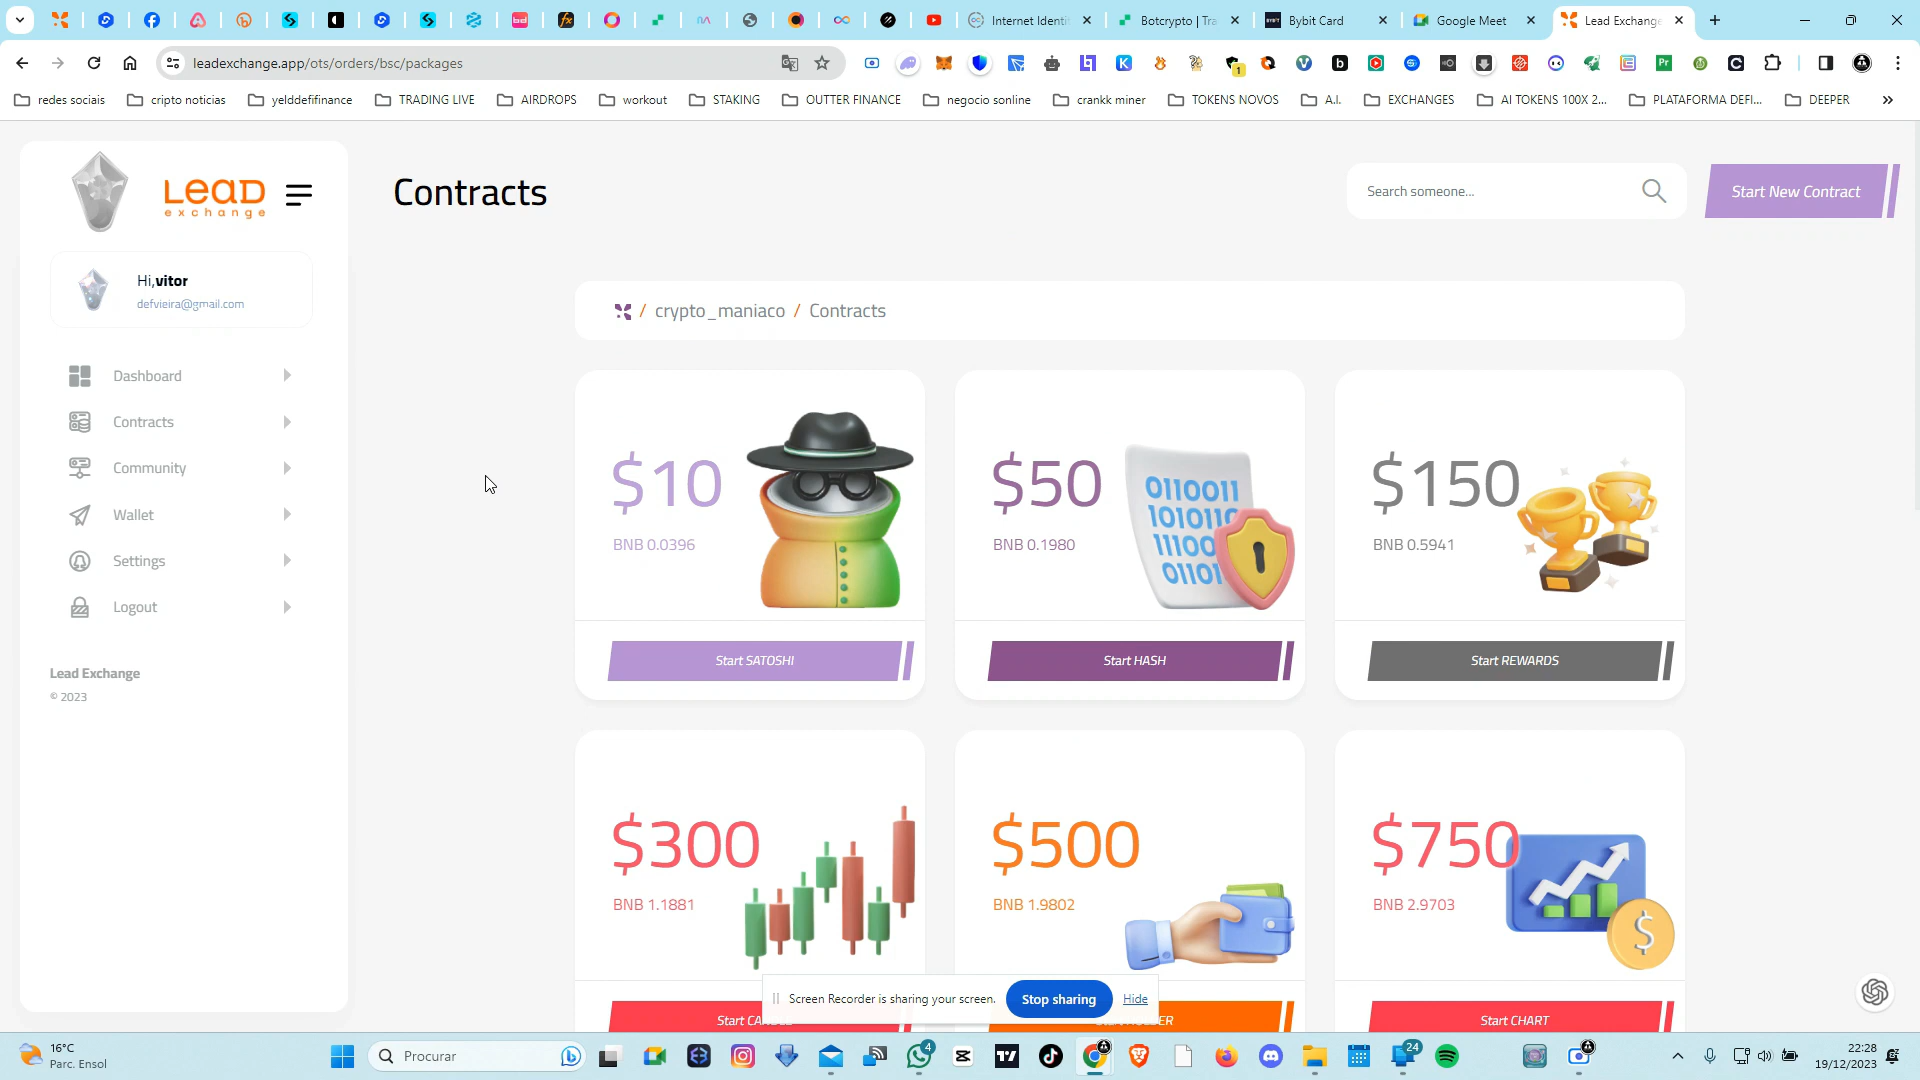 Internet Identi
Botcrypto | Tra
Bybit Card
Google Meet
Lead Exchange
leadexchange.app/ots/orders/bsc/packages
1
redes sociais
cripto noticias
yelddefifinance
TRADING LIVE
AIRDROPS
workout
STAKING
OUTTER FINANCE
negocio sonline
crankk miner
TOKENS NOVOS
A.I.
EXCHANGES
AI TOKENS 100X 2...
PLATAFORMA DEFI...
DEEPER
LEAD
exchange
Contracts
Search someone...
Start New Contract
Hi,vitor
defvieira@gmail.com
crypto_maniaco / Contracts
Dashboard
Contracts
Community
Wallet
Settings
Logout
Lead Exchange
© 2023
$10
BNB 0.0396
Start SATOSHI
$50
BNB 0.1980
Start HASH
$150
BNB 0.5941
Start REWARDS
$300
BNB 1.1881
$500
BNB 1.9802
$750
BNB 2.9703
Start CHART
Screen Recorder is sharing your screen.
Stop sharing
Hide
16°C
Parc. Ensol
Procurar
4
24
22:28
19/12/2023